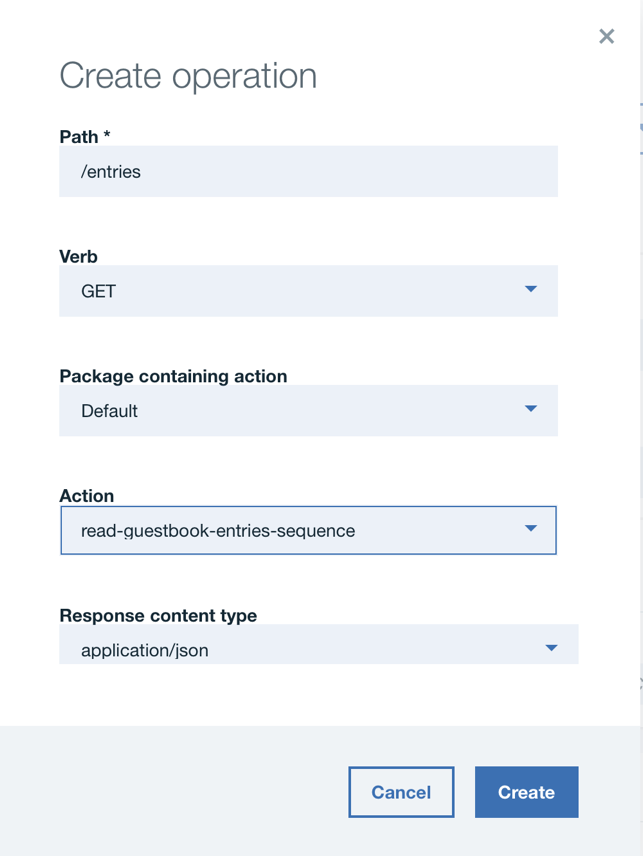 Create operation
Path *
/entries
Verb
GET
Package containing action
Default
Action
read-guestbook-entries-sequence
Response content type
application/json
Cancel
Create